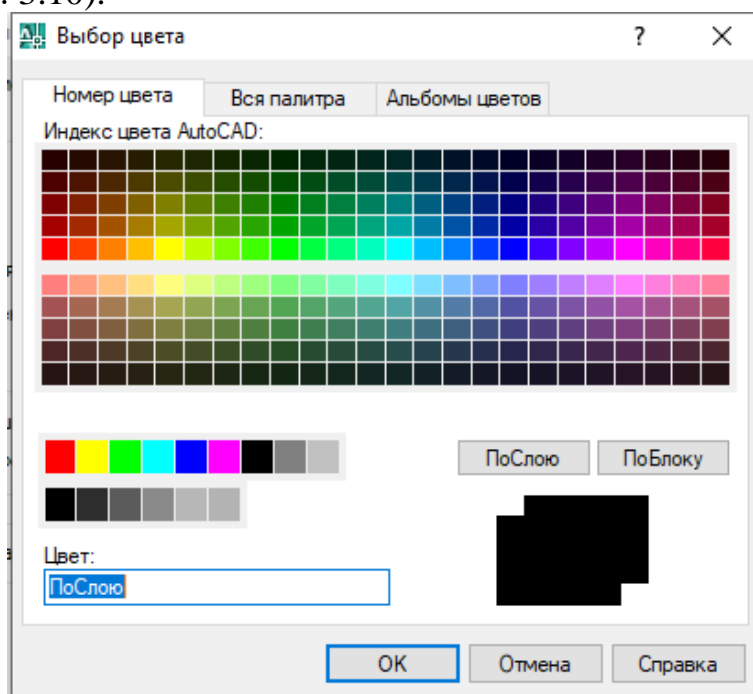 . 3.10).
Выбор цвета ?
Номер цвета Вся палитра Альбомы цветов
Индекс цвета AutoCAD:
ПоСлою ПоБлоку
Цвет:
ПоСлою
OK Отмена Справка